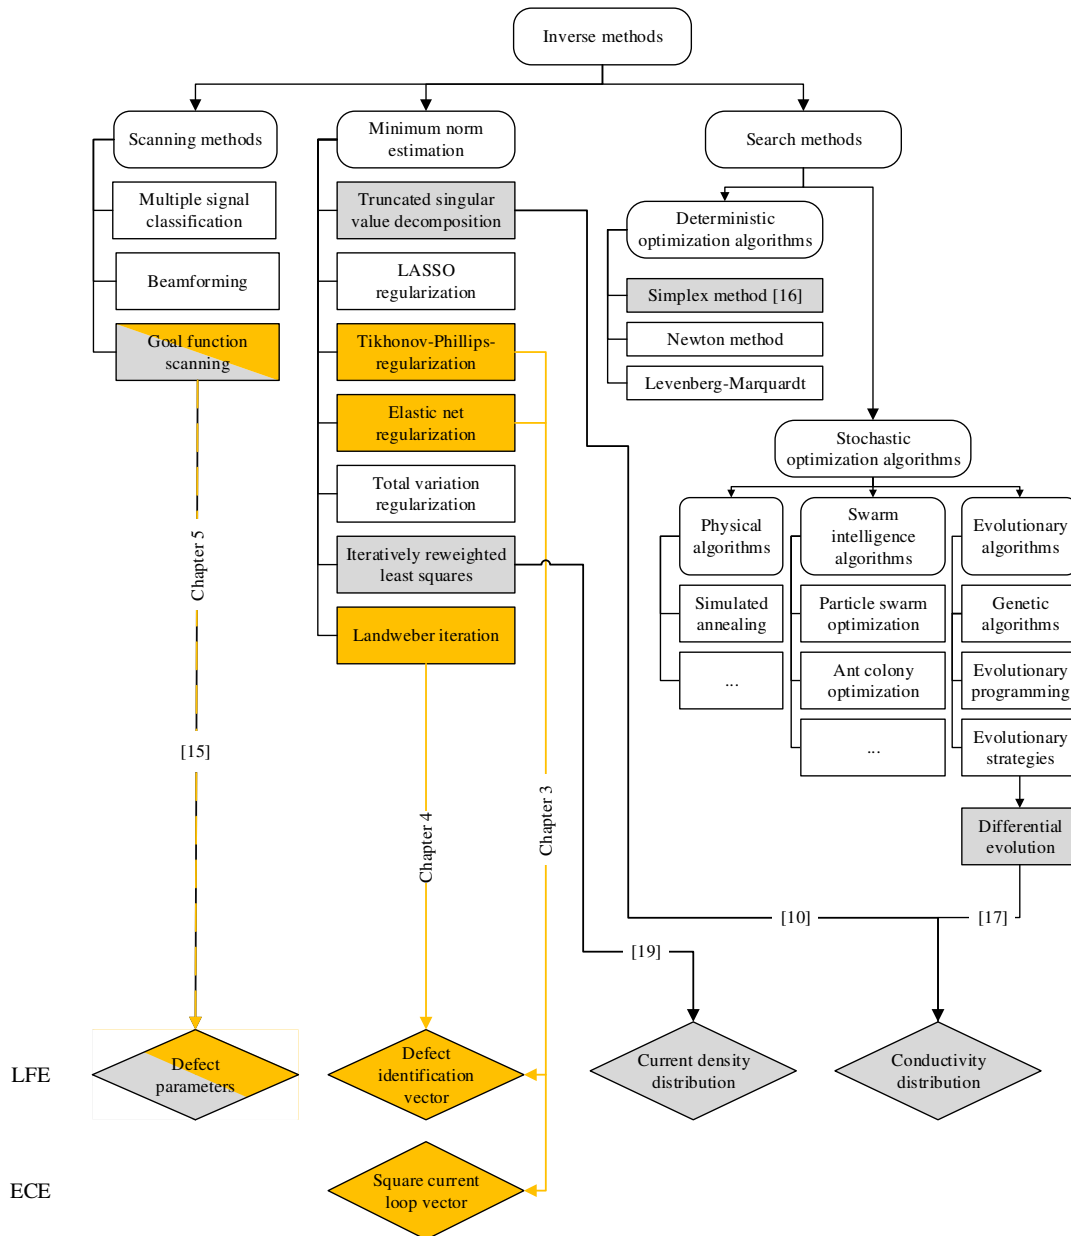 Inverse methods
Scanning methods
Multiple signal
classification
Beamforming
Goal function
scanning
Minimum norm
estimation
Truncated singular
value decomposition
LASSO
regularization
Tikhonov-Phillips-
regularization
Elastic net
regularization
Total variation
regularization
Iteratively reweighted
least squares
Landweber iteration
Search methods
Deterministic
optimization algorithms
Simplex method [16]
Newton method
Levenberg-Marquardt
Stochastic
optimization algorithms
Physical
algorithms
Simulated
annealing
...
Swarm
intelligence
algorithms
Particle swarm
optimization
Ant colony
optimization
...
Evolutionary
algorithms
Genetic
algorithms
Evolutionary
programming
Evolutionary
strategies
Differential
evolution
Chapter 5
[15]
Chapter 4
Chapter 3
[10]
[17]
[19]
LFE
Defect
parameters
Defect
identification
vector
Current density
distribution
Conductivity
distribution
ECE
Square current
loop vector